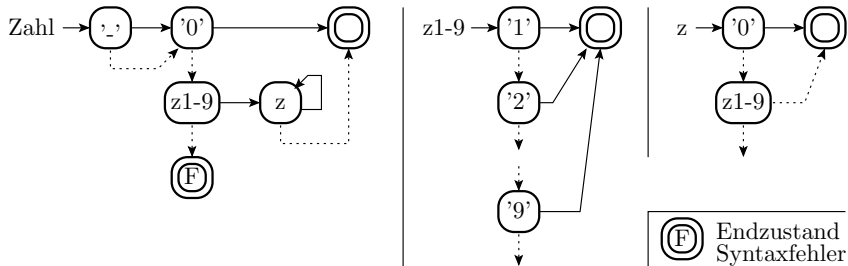 Zahl '-' '0'
z1-9 z
F
z1-9 '1'
'2'
'9'
z '0'
z1-9
F Endzustand
Syntaxfehler